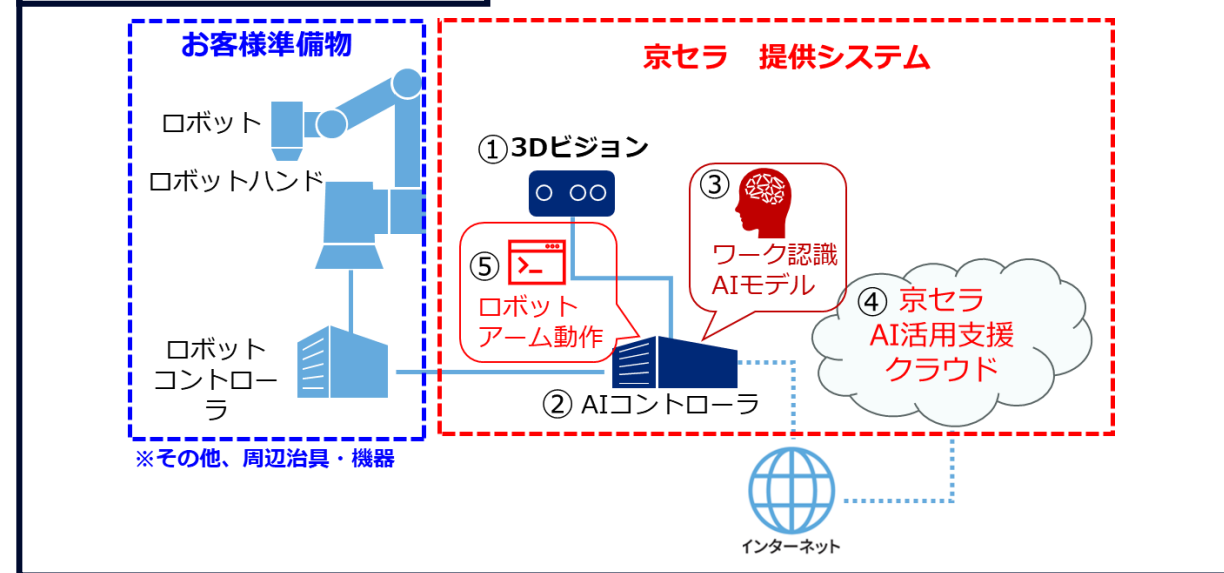 お客様準備物
ロボット
ロボットハンド
ロボット
コントロー
ラ
※その他、周辺治具・機器
京セラ 提供システム
①3Dビジョン
③
ワーク認識
AIモデル
⑤
>_
ロボット
アーム動作
② AIコントローラ
④ 京セラ
AI活用支援
クラウド
インターネット